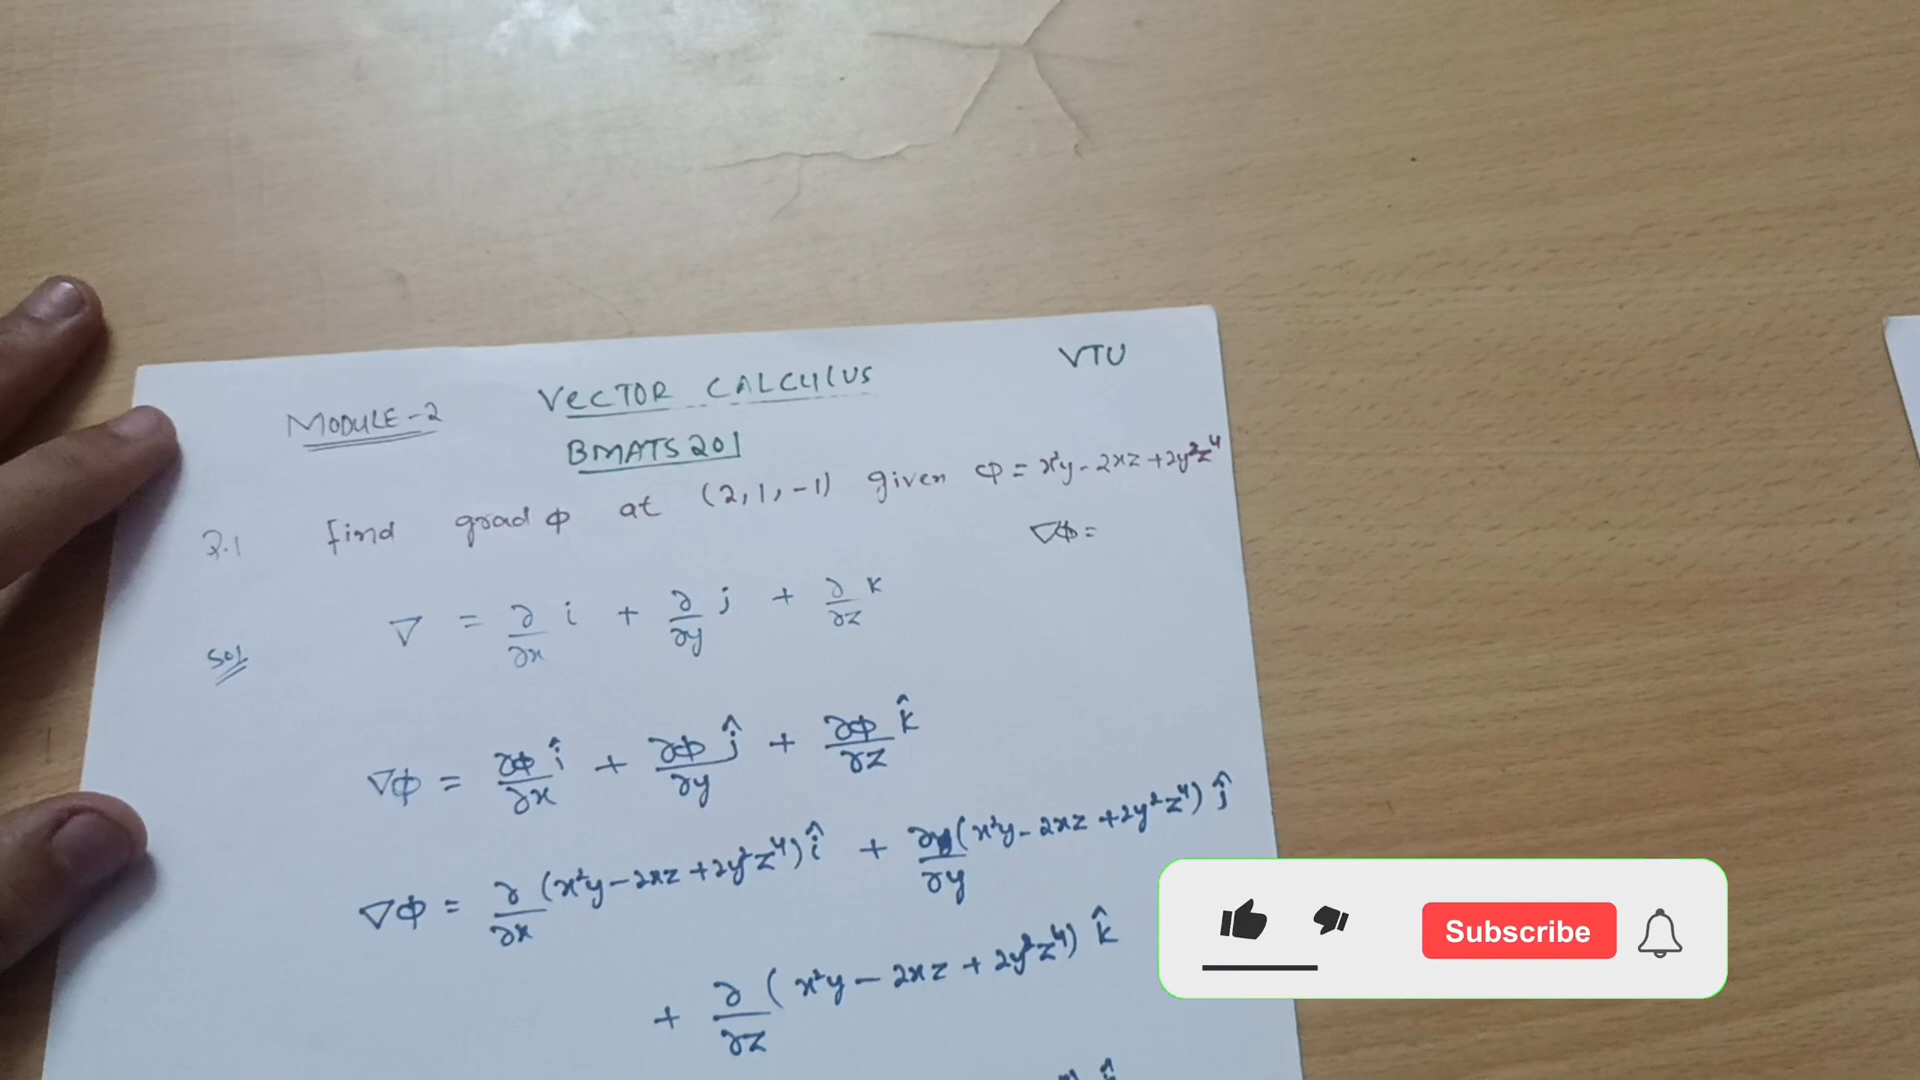 MODULE-2 VECTOR CALCULUS VTU
BMATS201
Q.1 find grad φ at (2,1,-1) given φ = x²y - 2xz + 2y²z⁴
∇φ =
Sol ∇ = ∂/∂x i + ∂/∂y j + ∂/∂z k
∇φ = ∂φ/∂x î + ∂φ/∂y ĵ + ∂φ/∂z k̂
∇φ = ∂/∂x (x²y - 2xz + 2y²z⁴) î + ∂/∂y (x²y - 2xz + 2y²z⁴) ĵ
+ ∂/∂z (x²y - 2xz + 2y²z⁴) k̂
Subscribe